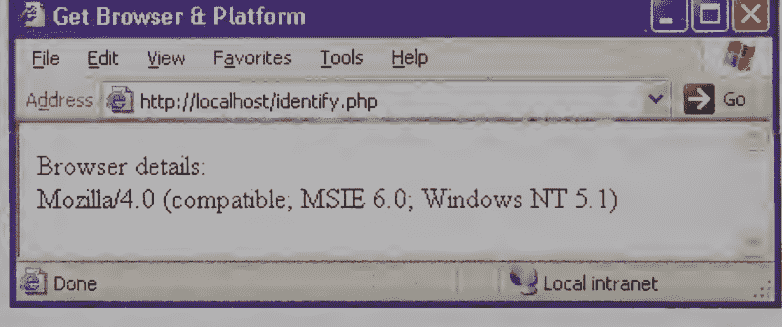 Get Browser & Platform
File Edit View Favorites Tools Help
Address http://localhost/identify.php Go
Browser details:
Mozilla/4.0 (compatible; MSIE 6.0; Windows NT 5.1)
Done Local intranet